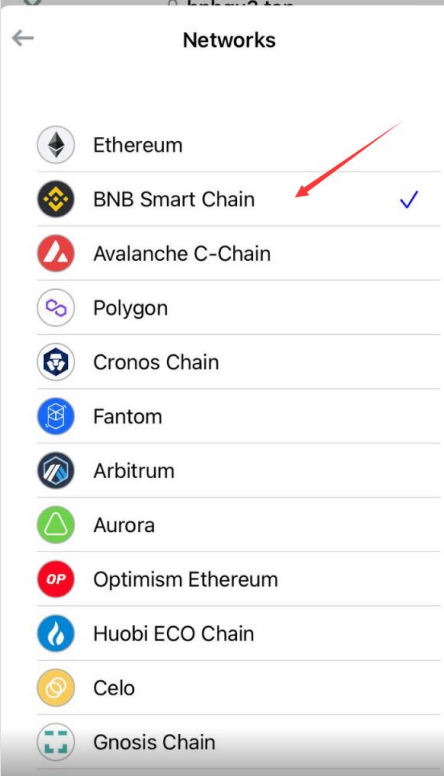 Networks
Ethereum
BNB Smart Chain
Avalanche C-Chain
Polygon
Cronos Chain
Fantom
Arbitrum
Aurora
OP
Optimism Ethereum
Huobi ECO Chain
Celo
Gnosis Chain